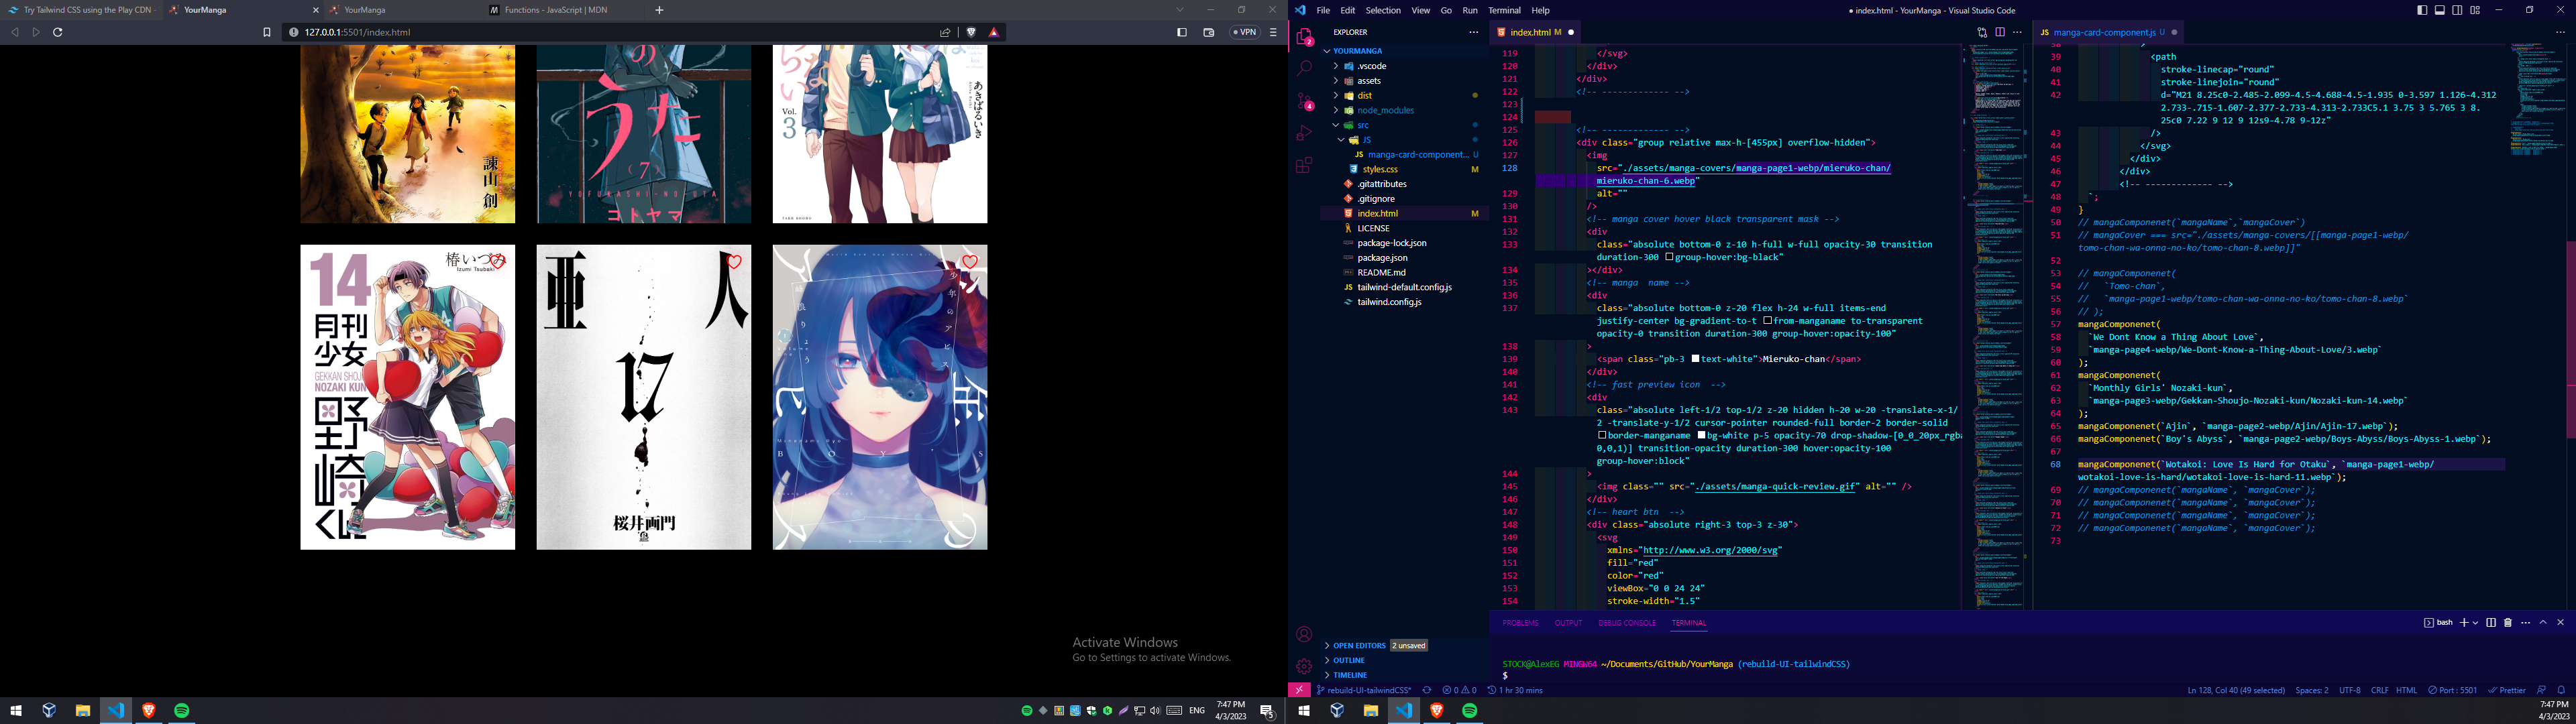 Try Tailwind CSS using the Play CDN -
YourManga
YourManga
Functions - JavaScript | MDN
127.0.0.1:5501/index.html
VPN
のうた
(7)
YOFUKASHI-NO-UTA
コトヤマ
諫山創
Vol.
3
あさばるいき
14
椿いづみ
Izumi Tsubaki
月刊少女
GEKKAN SHOJO
NOZAKI KUN
野崎くん
亜人
17
桜井画門
少年のアビス
B O Y S
Activate Windows
Go to Settings to activate Windows.
ENG
7:47 PM
4/3/2023
5
File Edit Selection View Go Run Terminal Help
● index.html - YourManga - Visual Studio Code
2
4
EXPLORER
YOURMANGA
.vscode
assets
dist
node_modules
src
JS
JS manga-card-component... U
styles.css M
.gitattributes
.gitignore
index.html M
LICENSE
package-lock.json
package.json
README.md
JS tailwind-default.config.js
tailwind.config.js
OPEN EDITORS 2 unsaved
OUTLINE
TIMELINE
index.html M
119 </svg>
120 </div>
121 </div>
122 <!-- ------------- -->
123
124
125 <!-- ------------- -->
126 <div class="group relative max-h-[455px] overflow-hidden">
127 <img
128 src="./assets/manga-covers/manga-page1-webp/mieruko-chan/
mieruko-chan-6.webp"
129 alt=""
130 />
131 <!-- manga cover hover black transparent mask -->
132 <div
133 class="absolute bottom-0 z-10 h-full w-full opacity-30 transition
duration-300 group-hover:bg-black"
134 ></div>
135 <!-- manga  name -->
136 <div
137 class="absolute bottom-0 z-20 flex h-24 w-full items-end
justify-center bg-gradient-to-t from-manganame to-transparent
opacity-0 transition duration-300 group-hover:opacity-100"
138 >
139 <span class="pb-3 text-white">Mieruko-chan</span>
140 </div>
141 <!-- fast preview icon  -->
142 <div
143 class="absolute left-1/2 top-1/2 z-20 hidden h-20 w-20 -translate-x-1/
2 -translate-y-1/2 cursor-pointer rounded-full border-2 border-solid
border-manganame bg-white p-5 opacity-70 drop-shadow-[0_0_20px_rgba
0,0,1)] transition-opacity duration-300 hover:opacity-100
group-hover:block"
144 >
145 <img class="" src="./assets/manga-quick-review.gif" alt="" />
146 </div>
147 <!-- heart btn  -->
148 <div class="absolute right-3 top-3 z-30">
149 <svg
150 xmlns="http://www.w3.org/2000/svg"
151 fill="red"
152 color="red"
153 viewBox="0 0 24 24"
154 stroke-width="1.5"
JS manga-card-component.js U
38 >
39 <path
40 stroke-linecap="round"
41 stroke-linejoin="round"
42 d="M21 8.25c0-2.485-2.099-4.5-4.688-4.5-1.935 0-3.597 1.126-4.312
2.733-.715-1.607-2.377-2.733-4.313-2.733C5.1 3.75 3 5.765 3 8.
25c0 7.22 9 12 9 12s9-4.78 9-12z"
43 />
44 </svg>
45 </div>
46 </div>
47 <!-- ------------- -->
48 `;
49 }
50 // mangaComponenet(`mangaName`,`mangaCover`)
51 // mangaCover === src="./assets/manga-covers/[[manga-page1-webp/
tomo-chan-wa-onna-no-ko/tomo-chan-8.webp]]"
52
53 // mangaComponenet(
54 //   `Tomo-chan`,
55 //   `manga-page1-webp/tomo-chan-wa-onna-no-ko/tomo-chan-8.webp`
56 // );
57 mangaComponenet(
58 `We Dont Know a Thing About Love`,
59 `manga-page4-webp/We-Dont-Know-a-Thing-About-Love/3.webp`
60 );
61 mangaComponenet(
62 `Monthly Girls' Nozaki-kun`,
63 `manga-page3-webp/Gekkan-Shoujo-Nozaki-kun/Nozaki-kun-14.webp`
64 );
65 mangaComponenet(`Ajin`, `manga-page2-webp/Ajin/Ajin-17.webp`);
66 mangaComponenet(`Boy's Abyss`, `manga-page2-webp/Boys-Abyss/Boys-Abyss-1.webp`);
67
68 mangaComponenet(`Wotakoi: Love Is Hard for Otaku`, `manga-page1-webp/
wotakoi-love-is-hard/wotakoi-love-is-hard-11.webp`);
69 // mangaComponenet(`mangaName`, `mangaCover`);
70 // mangaComponenet(`mangaName`, `mangaCover`);
71 // mangaComponenet(`mangaName`, `mangaCover`);
72 // mangaComponenet(`mangaName`, `mangaCover`);
73
PROBLEMS OUTPUT DEBUG CONSOLE TERMINAL
bash
STOCK@AlexEG MINGW64 ~/Documents/GitHub/YourManga (rebuild-UI-tailwindCSS)
$
rebuild-UI-tailwindCSS* 0 0 1 hr 30 mins
Ln 128, Col 40 (49 selected) Spaces: 2 UTF-8 CRLF HTML Port : 5501 Prettier
7:47 PM
4/3/2023